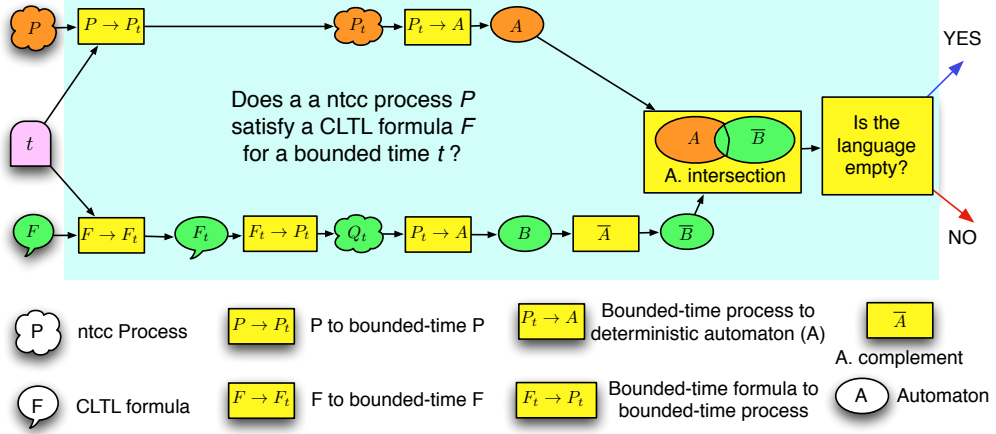 P
P → P_t
P_t
P_t → A
A
YES
Does a a ntcc process P
satisfy a CLTL formula F
for a bounded time t ?
t
A
B̅
A. intersection
Is the
language
empty?
NO
F
F → F_t
F_t
F_t → P_t
Q_t
P_t → A
B
A̅
B̅
P
ntcc Process
P → P_t
P to bounded-time P
P_t → A
Bounded-time process to
deterministic automaton (A)
A̅
A. complement
F
CLTL formula
F → F_t
F to bounded-time F
F_t → P_t
Bounded-time formula to
bounded-time process
A
Automaton